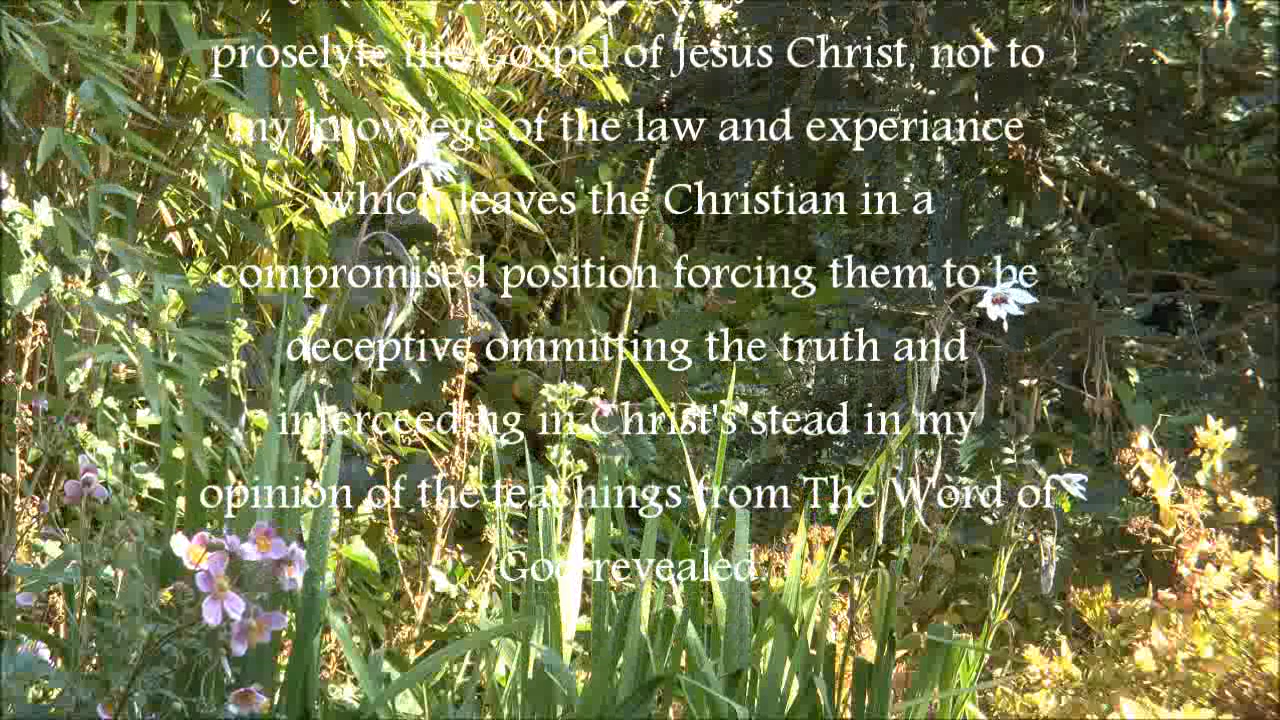 proselyte the Gospel of Jesus Christ, not to
my knowlege of the law and experiance
which leaves the Christian in a
compromised position forcing them to be
deceptive ommitting the truth and
interceeding in Christ's stead in my
opinion of the teachings from The Word of
God revealed.